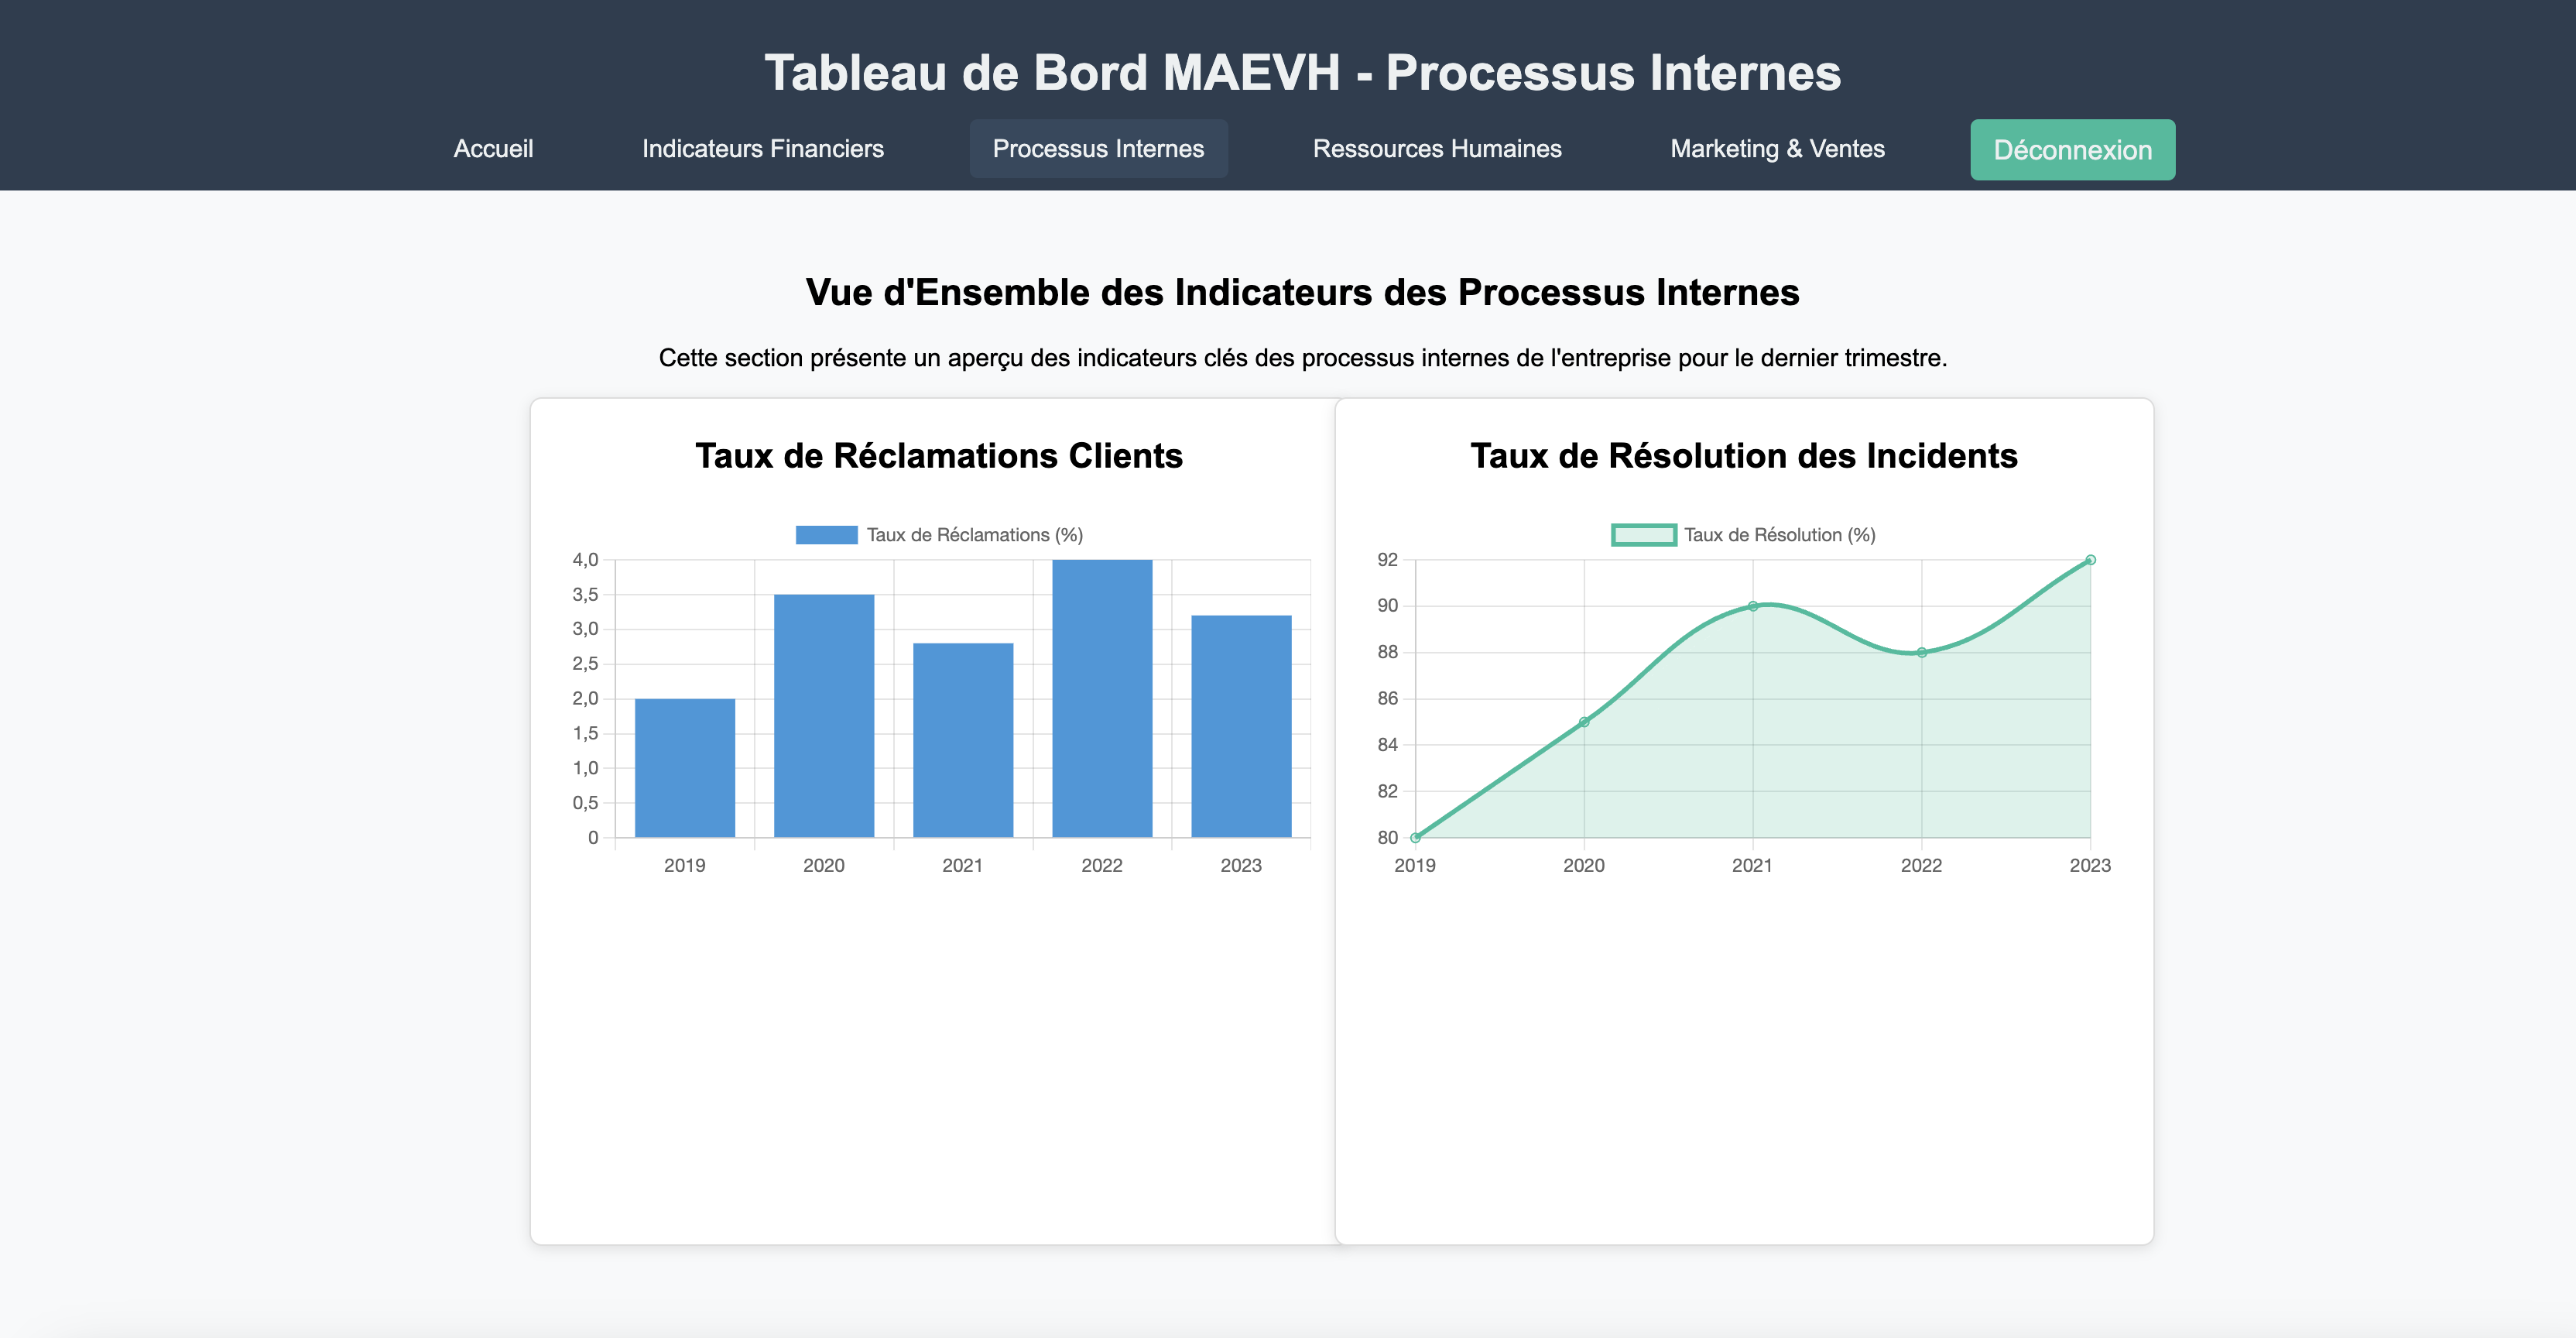 Tableau de Bord MAEVH - Processus Internes
Accueil Indicateurs Financiers Processus Internes Ressources Humaines Marketing & Ventes Déconnexion
Vue d'Ensemble des Indicateurs des Processus Internes
Cette section présente un aperçu des indicateurs clés des processus internes de l'entreprise pour le dernier trimestre.
Taux de Réclamations Clients
Taux de Réclamations (%)
4,0
3,5
3,0
2,5
2,0
1,5
1,0
0,5
0
2019 2020 2021 2022 2023
Taux de Résolution des Incidents
Taux de Résolution (%)
92
90
88
86
84
82
80
2019 2020 2021 2022 2023